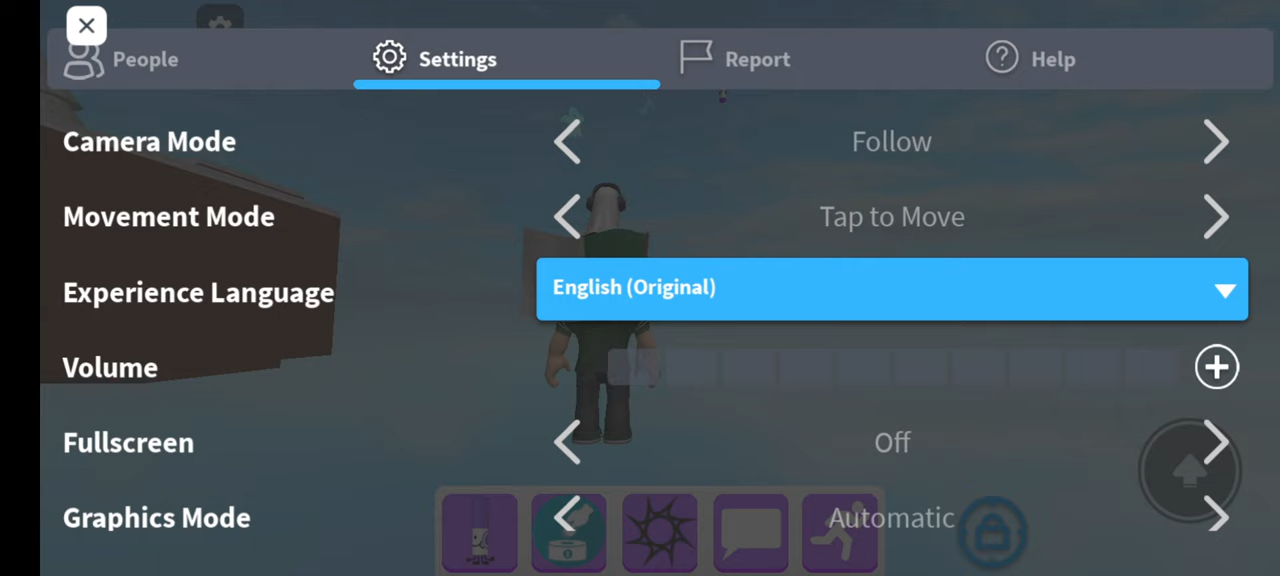 People
Settings
Report
Help
Camera Mode
Follow
Movement Mode
Tap to Move
Experience Language
English (Original)
Volume
Fullscreen
Off
Graphics Mode
Automatic